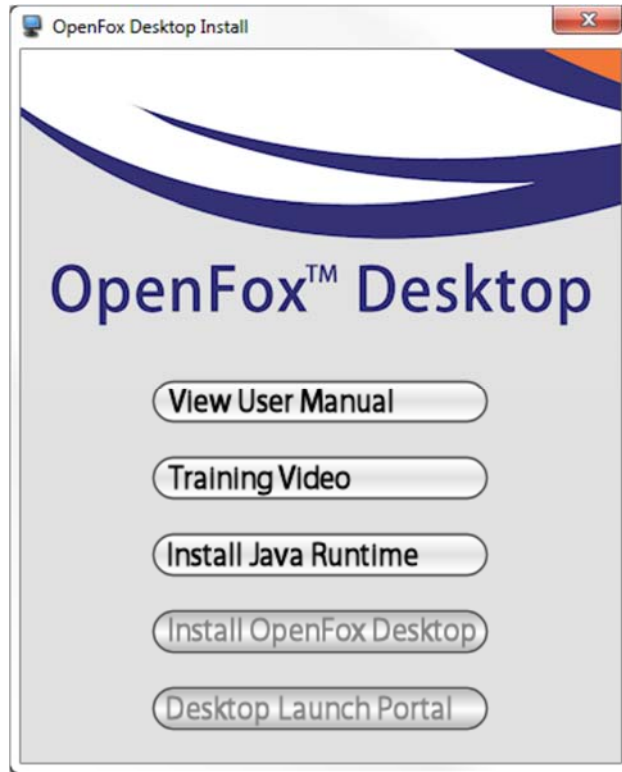 OpenFox Desktop Install
OpenFox™ Desktop
View User Manual
Training Video
Install Java Runtime
Install OpenFox Desktop
Desktop Launch Portal